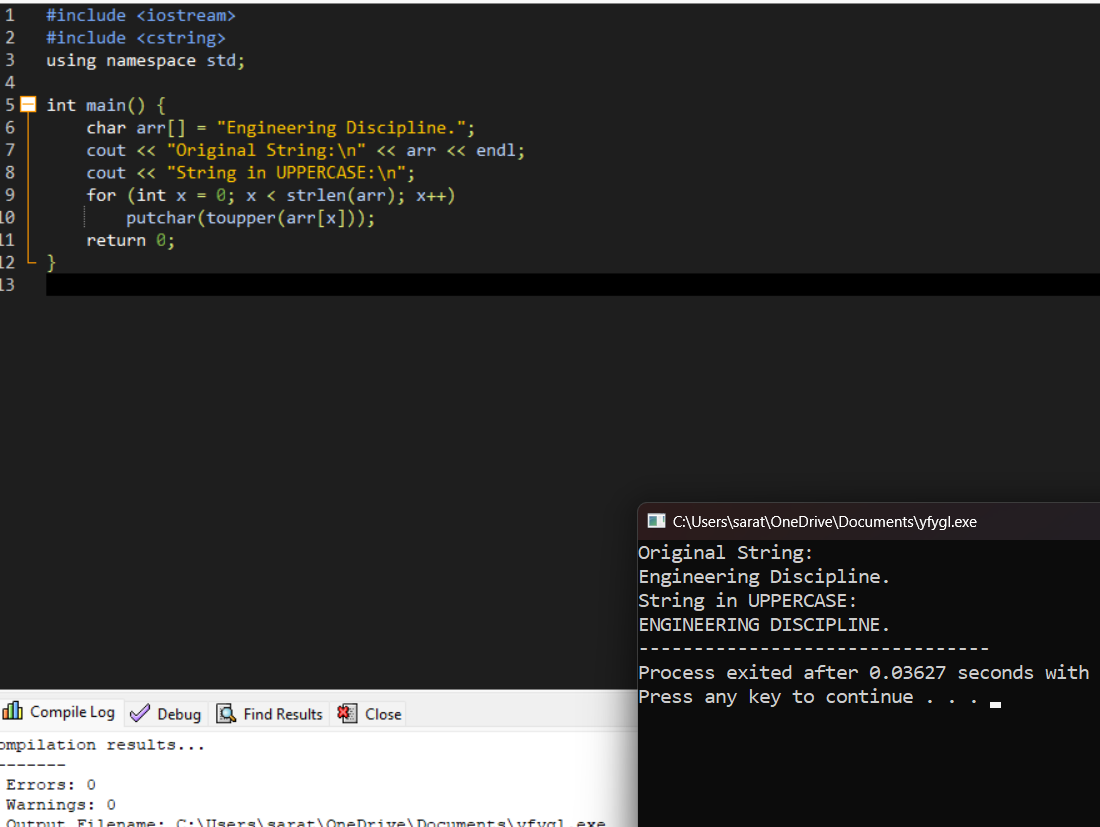 1 #include <iostream>
2 #include <cstring>
3 using namespace std;
4
5 int main() {
6 char arr[] = "Engineering Discipline.";
7 cout << "Original String:\n" << arr << endl;
8 cout << "String in UPPERCASE:\n";
9 for (int x = 0; x < strlen(arr); x++)
10 putchar(toupper(arr[x]));
11 return 0;
12 }
13
C:\Users\sarat\OneDrive\Documents\yfygl.exe
Original String:
Engineering Discipline.
String in UPPERCASE:
ENGINEERING DISCIPLINE.
--------------------------------
Process exited after 0.03627 seconds with
Press any key to continue . . .
Compile Log Debug Find Results Close
ompilation results...
-------
Errors: 0
Warnings: 0
Output Filename: C:\Users\sarat\OneDrive\Documents\yfygl.exe